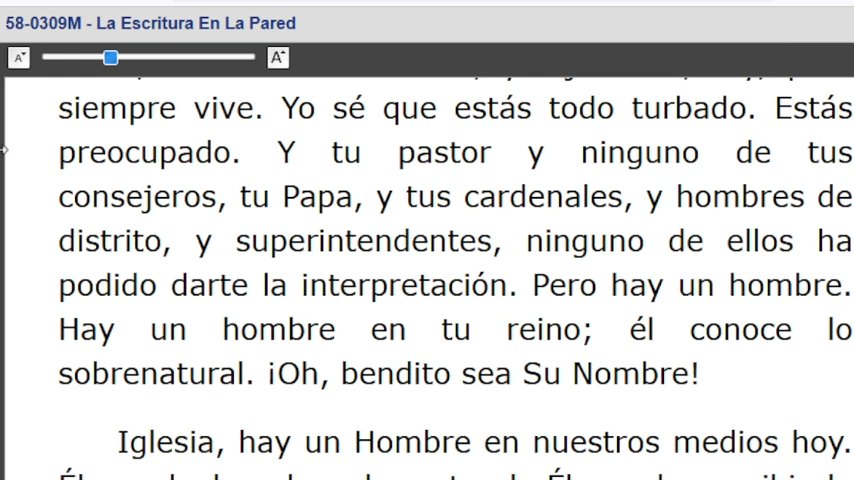 58-0309M - La Escritura En La Pared
A A
siempre vive. Yo sé que estás todo turbado. Estás
preocupado. Y tu pastor y ninguno de tus
consejeros, tu Papa, y tus cardenales, y hombres de
distrito, y superintendentes, ninguno de ellos ha
podido darte la interpretación. Pero hay un hombre.
Hay un hombre en tu reino; él conoce lo
sobrenatural. ¡Oh, bendito sea Su Nombre!
Iglesia, hay un Hombre en nuestros medios hoy.